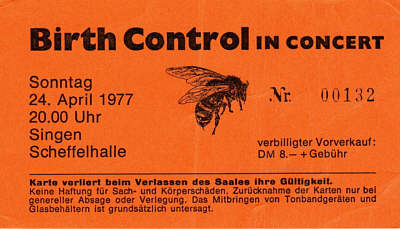 Birth Control IN CONCERT
Sonntag
24. April 1977
20.00 Uhr
Singen
Scheffelhalle
Nr. 00132
verbilligter Vorverkauf:
DM 8.– + Gebühr
Karte verliert beim Verlassen des Saales ihre Gültigkeit.
Keine Haftung für Sach- und Körperschäden. Zurücknahme der Karten nur bei
genereller Absage oder Verlegung. Das Mitbringen von Tonbandgeräten und
Glasbehältern ist grundsätzlich untersagt.